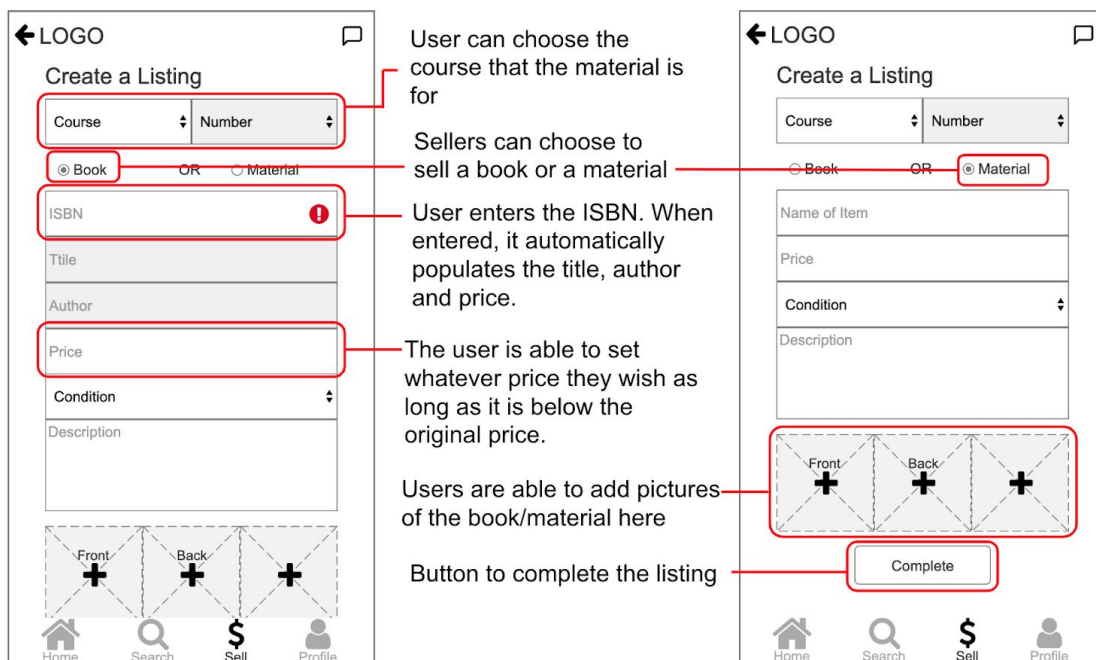 LOGO
Create a Listing
Course
Number
Book
OR
Material
ISBN
Ttile
Author
Price
Condition
Description
Front
Back
Home
Search
Sell
Profile
User can choose the
course that the material is
for
Sellers can choose to
sell a book or a material
User enters the ISBN. When
entered, it automatically
populates the title, author
and price.
The user is able to set
whatever price they wish as
long as it is below the
original price.
Users are able to add pictures
of the book/material here
Button to complete the listing
LOGO
Create a Listing
Course
Number
Book
OR
Material
Name of Item
Price
Condition
Description
Front
Back
Complete
Home
Search
Sell
Profile